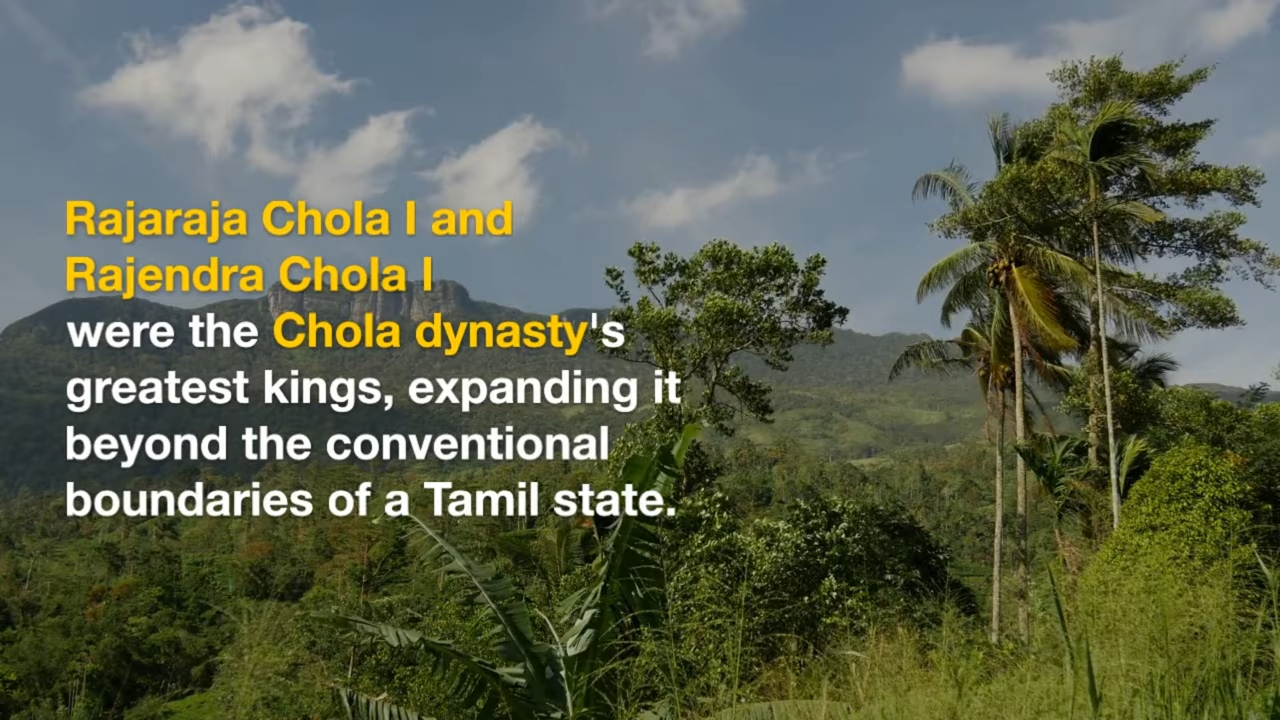 Rajaraja Chola I and
Rajendra Chola I
were the Chola dynasty's
greatest kings, expanding it
beyond the conventional
boundaries of a Tamil state.